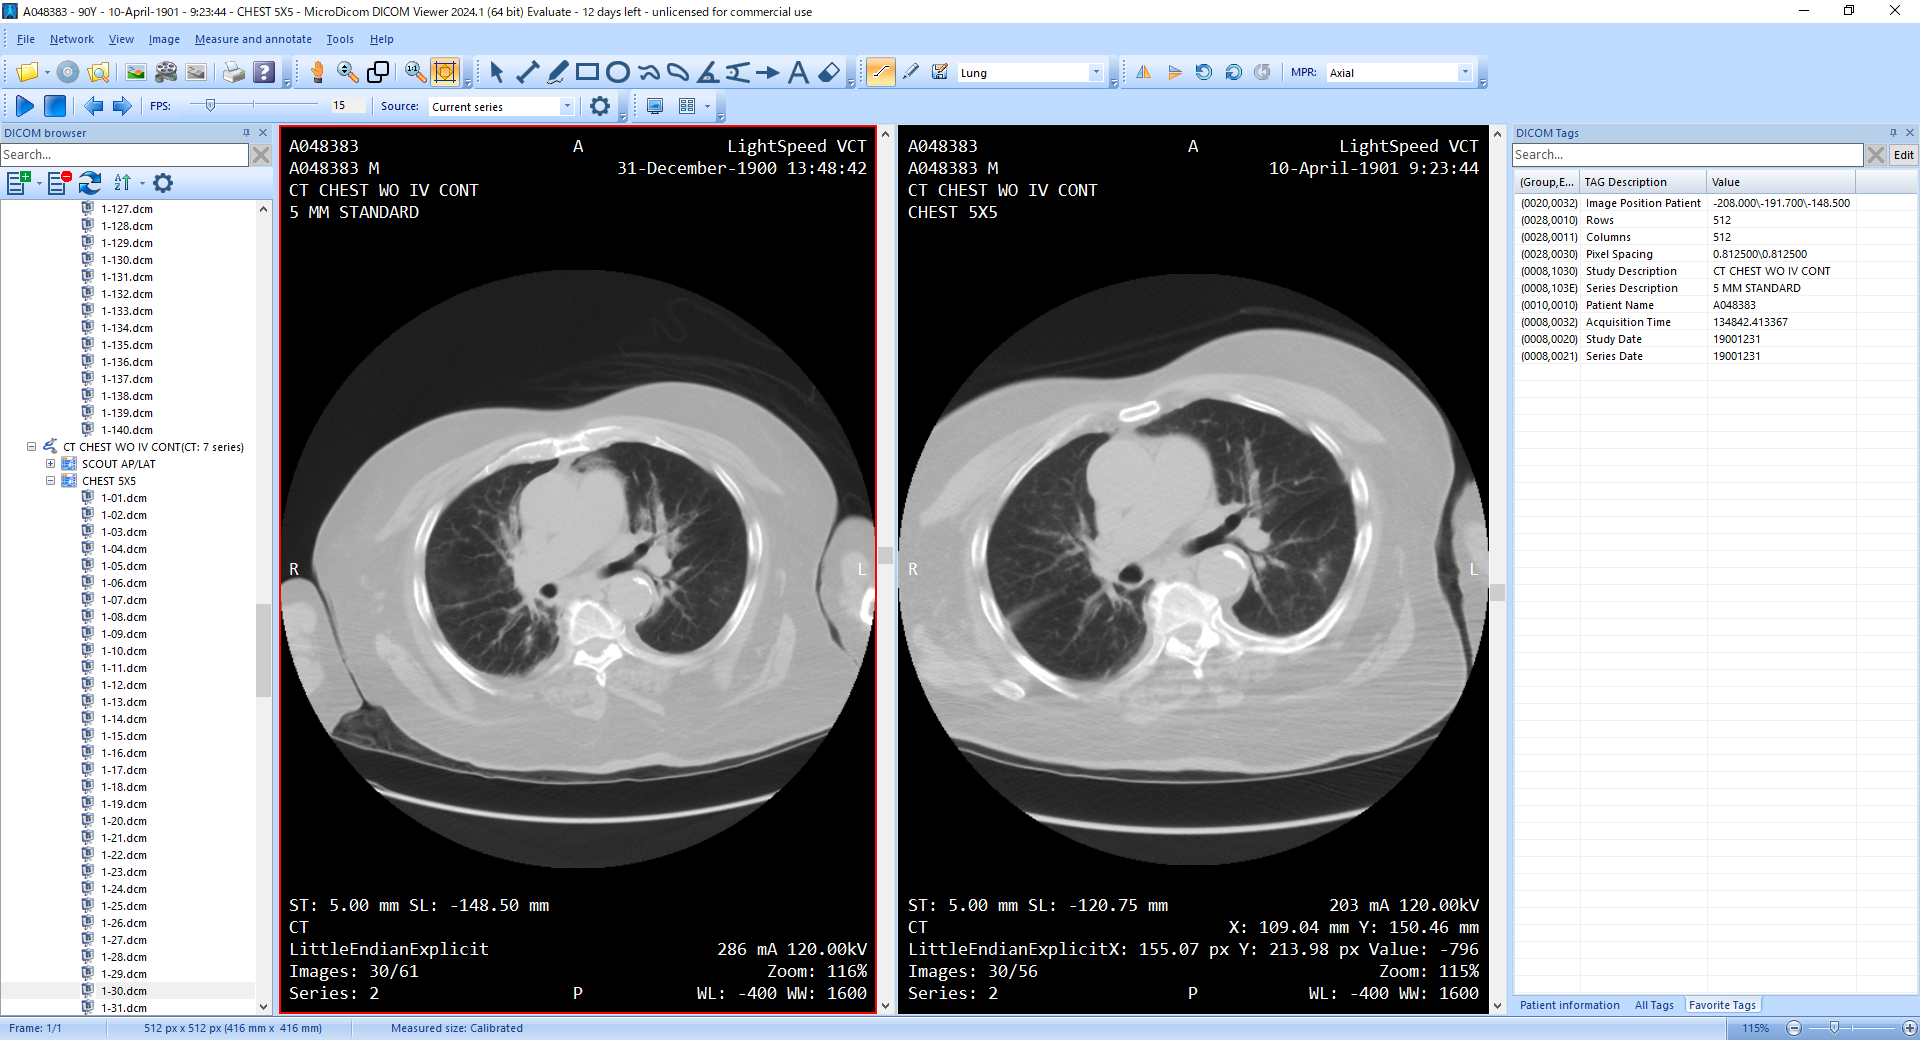 A048383 - 90Y - 10-April-1901 - 9:23:44 - CHEST 5X5 - MicroDicom DICOM Viewer 2024.1 (64 bit) Evaluate - 12 days left - unlicensed for commercial use
File Network View Image Measure and annotate Tools Help
1:1 Lung MPR: Axial
FPS: 15 Source: Current series
DICOM browser
Search...
1-127.dcm
1-128.dcm
1-129.dcm
1-130.dcm
1-131.dcm
1-132.dcm
1-133.dcm
1-134.dcm
1-135.dcm
1-136.dcm
1-137.dcm
1-138.dcm
1-139.dcm
1-140.dcm
CT CHEST WO IV CONT(CT: 7 series)
SCOUT AP/LAT
CHEST 5X5
1-01.dcm
1-02.dcm
1-03.dcm
1-04.dcm
1-05.dcm
1-06.dcm
1-07.dcm
1-08.dcm
1-09.dcm
1-10.dcm
1-11.dcm
1-12.dcm
1-13.dcm
1-14.dcm
1-15.dcm
1-16.dcm
1-17.dcm
1-18.dcm
1-19.dcm
1-20.dcm
1-21.dcm
1-22.dcm
1-23.dcm
1-24.dcm
1-25.dcm
1-26.dcm
1-27.dcm
1-28.dcm
1-29.dcm
1-30.dcm
1-31.dcm
A048383 A LightSpeed VCT
A048383 M 31-December-1900 13:48:42
CT CHEST WO IV CONT
5 MM STANDARD
R L
ST: 5.00 mm SL: -148.50 mm
CT
LittleEndianExplicit 286 mA 120.00kV
Images: 30/61 Zoom: 116%
Series: 2 P WL: -400 WW: 1600
A048383 A LightSpeed VCT
A048383 M 10-April-1901 9:23:44
CT CHEST WO IV CONT
CHEST 5X5
R L
ST: 5.00 mm SL: -120.75 mm 203 mA 120.00kV
CT X: 109.04 mm Y: 150.46 mm
LittleEndianExplicitX: 155.07 px Y: 213.98 px Value: -796
Images: 30/56 Zoom: 115%
Series: 2 P WL: -400 WW: 1600
DICOM Tags
Search... Edit
(Group,E... TAG Description Value
(0020,0032) Image Position Patient -208.000\-191.700\-148.500
(0028,0010) Rows 512
(0028,0011) Columns 512
(0028,0030) Pixel Spacing 0.812500\0.812500
(0008,1030) Study Description CT CHEST WO IV CONT
(0008,103E) Series Description 5 MM STANDARD
(0010,0010) Patient Name A048383
(0008,0032) Acquisition Time 134842.413367
(0008,0020) Study Date 19001231
(0008,0021) Series Date 19001231
Patient information All Tags Favorite Tags
Frame: 1/1 512 px x 512 px (416 mm x 416 mm) Measured size: Calibrated 115%